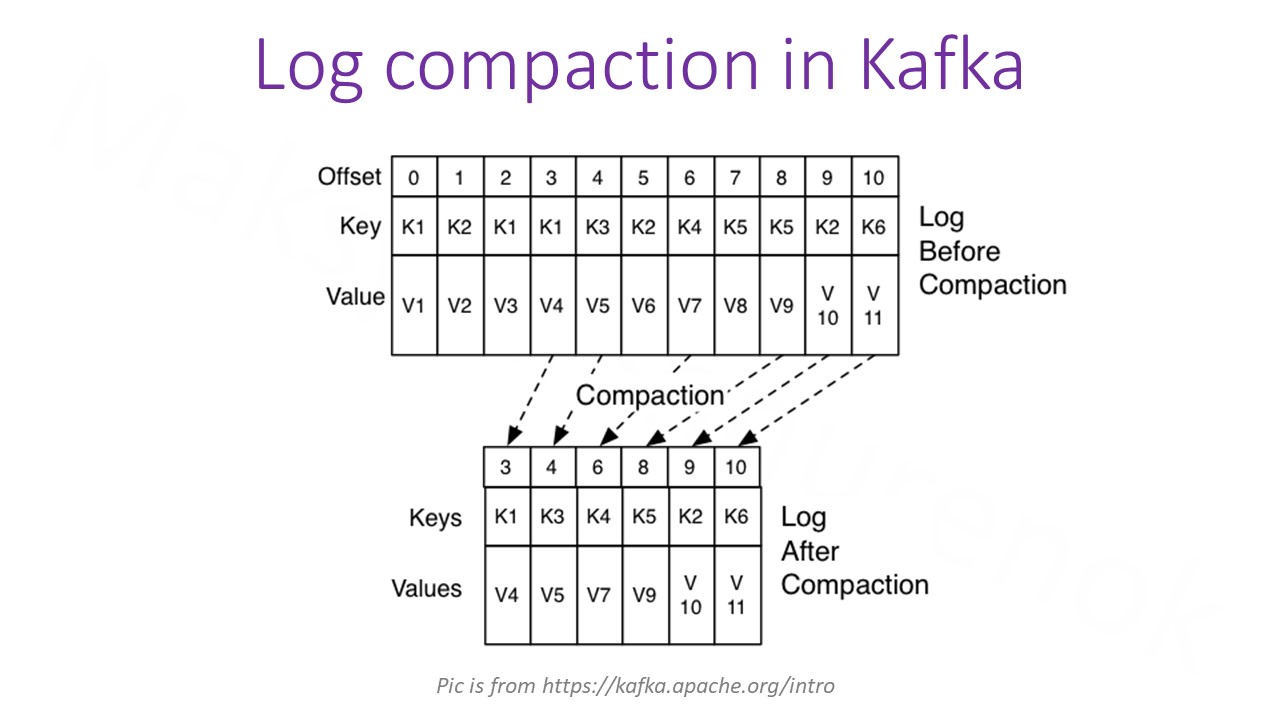 Log compaction in Kafka
Offset 0 1 2 3 4 5 6 7 8 9 10
Key K1 K2 K1 K1 K3 K2 K4 K5 K5 K2 K6
Value V1 V2 V3 V4 V5 V6 V7 V8 V9 V 10 V 11
Log
Before
Compaction
Compaction
3 4 6 8 9 10
Keys K1 K3 K4 K5 K2 K6
Values V4 V5 V7 V9 V 10 V 11
Log
After
Compaction
Pic is from https://kafka.apache.org/intro